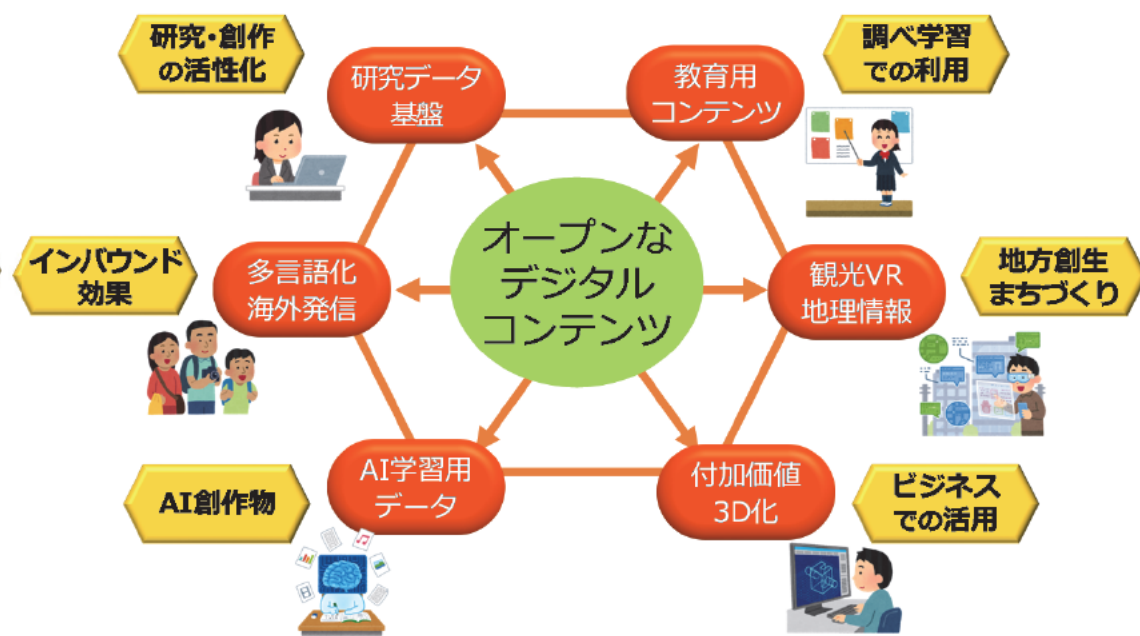 研究・創作
の活性化
研究データ
基盤
教育用
コンテンツ
調べ学習
での利用
インバウンド
効果
多言語化
海外発信
オープンな
デジタル
コンテンツ
観光VR
地理情報
地方創生
まちづくり
AI創作物
AI学習用
データ
付加価値
3D化
ビジネス
での活用